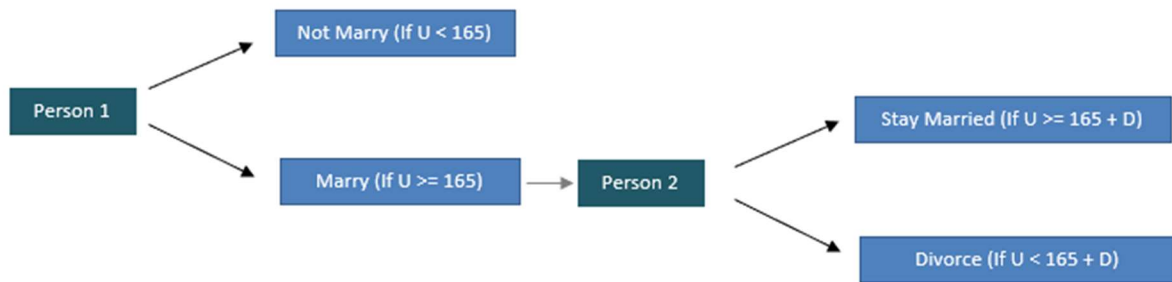 Person 1
Not Marry (If U < 165)
Marry (If U >= 165)
Person 2
Stay Married (If U >= 165 + D)
Divorce (If U < 165 + D)